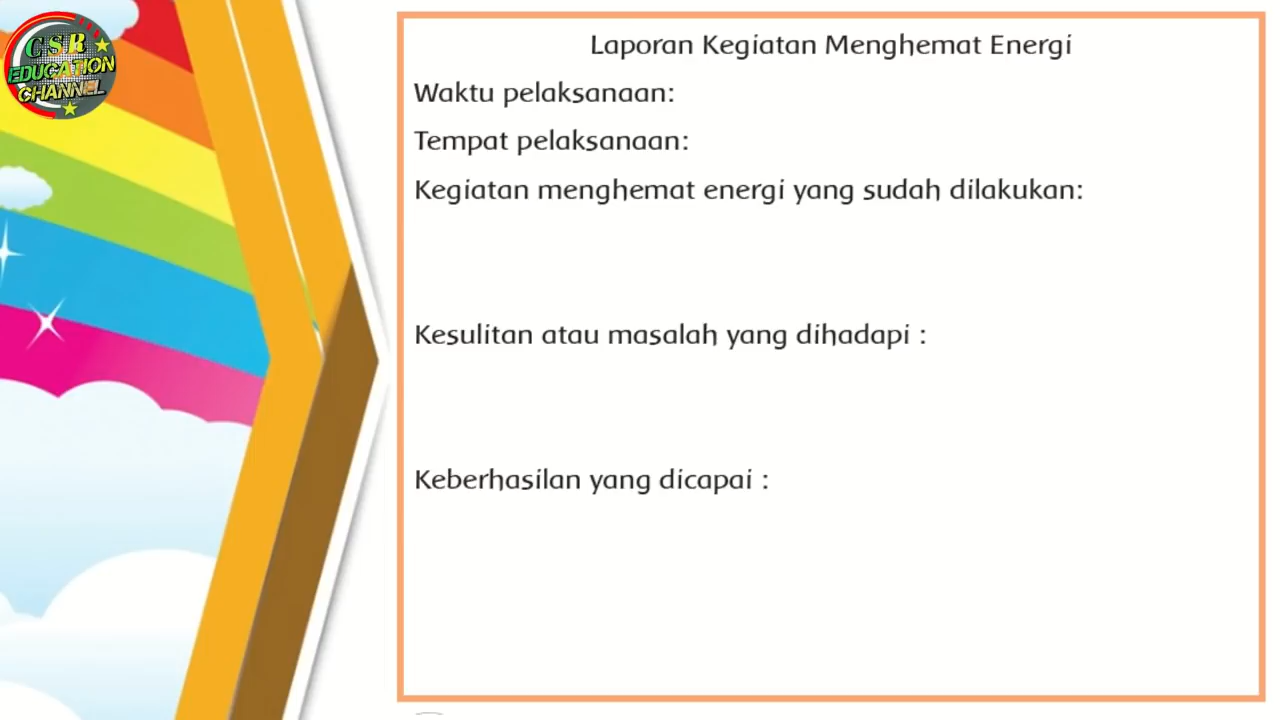 CSR
EDUCATION
CHANNEL
Laporan Kegiatan Menghemat Energi
Waktu pelaksanaan:
Tempat pelaksanaan:
Kegiatan menghemat energi yang sudah dilakukan:
Kesulitan atau masalah yang dihadapi :
Keberhasilan yang dicapai :